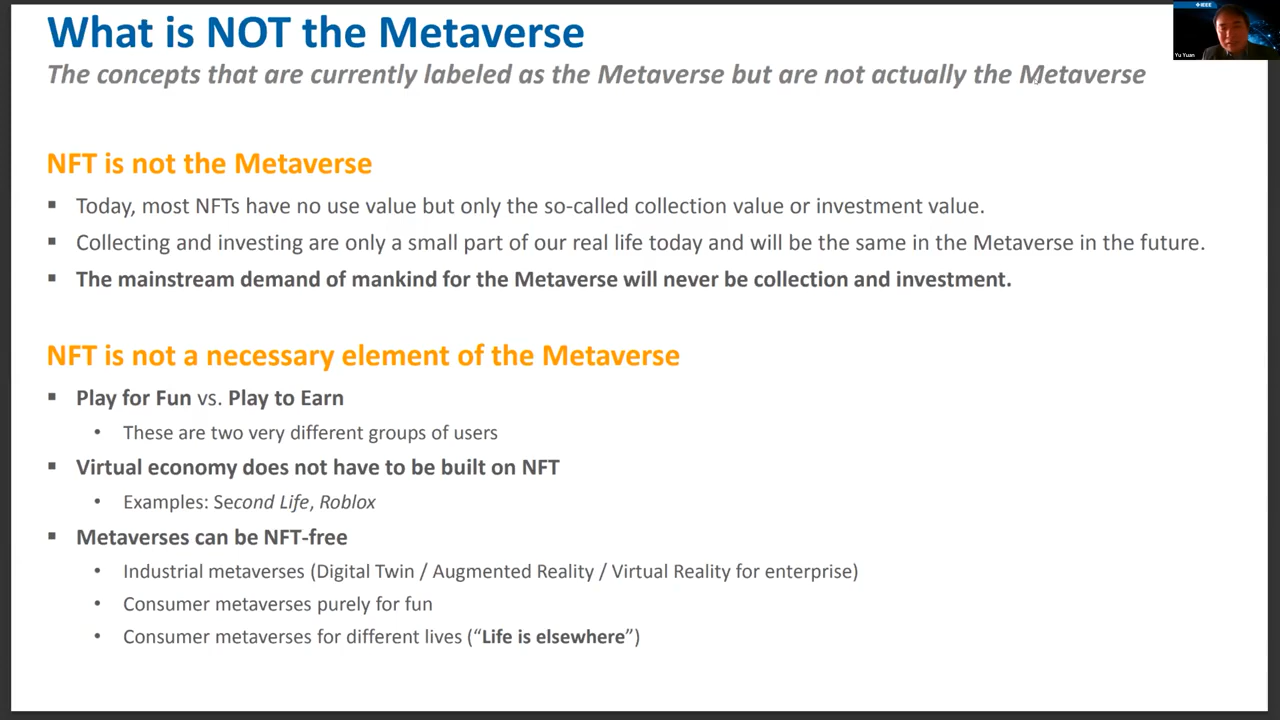 What is NOT the Metaverse
The concepts that are currently labeled as the Metaverse but are not actually the Metaverse
IEEE
Yu Yuan
NFT is not the Metaverse
▪ Today, most NFTs have no use value but only the so-called collection value or investment value.
▪ Collecting and investing are only a small part of our real life today and will be the same in the Metaverse in the future.
▪ The mainstream demand of mankind for the Metaverse will never be collection and investment.
NFT is not a necessary element of the Metaverse
▪ Play for Fun vs. Play to Earn
• These are two very different groups of users
▪ Virtual economy does not have to be built on NFT
• Examples: Second Life, Roblox
▪ Metaverses can be NFT-free
• Industrial metaverses (Digital Twin / Augmented Reality / Virtual Reality for enterprise)
• Consumer metaverses purely for fun
• Consumer metaverses for different lives (“Life is elsewhere”)